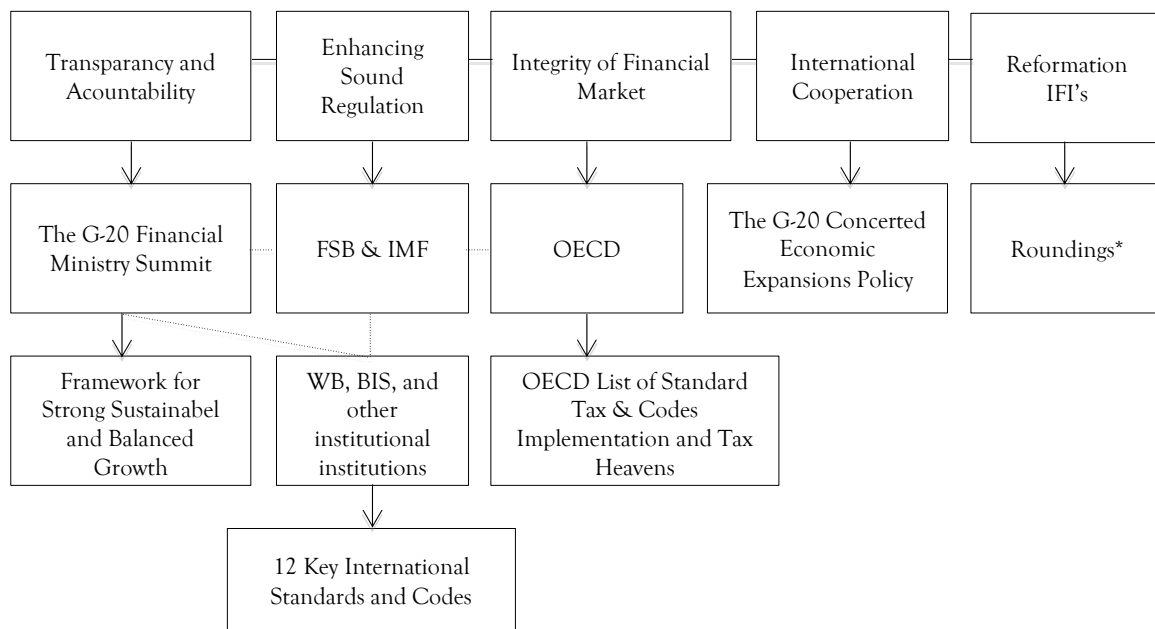 Transparancy and
Acountability
Enhancing
Sound
Regulation
Integrity of Financial
Market
International
Cooperation
Reformation
IFI's
The G-20 Financial
Ministry Summit
FSB & IMF
OECD
The G-20 Concerted
Economic
Expansions Policy
Roundings*
Framework for
Strong Sustainabel
and Balanced
Growth
WB, BIS, and
other
institutional
institutions
OECD List of Standard
Tax & Codes
Implementation and Tax
Heavens
12 Key International
Standards and Codes